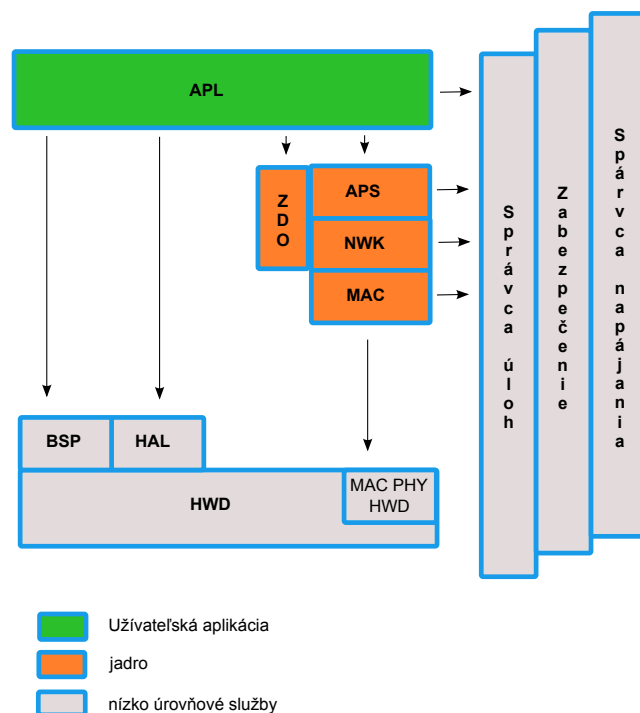 APL
ZDO
APS
NWK
MAC
BSP
HAL
HWD
MAC PHY
HWD
Správca úloh
Zabezpečenie
Spárvca napájania
Užívateľská aplikácia
jadro
nízko úrovňové služby